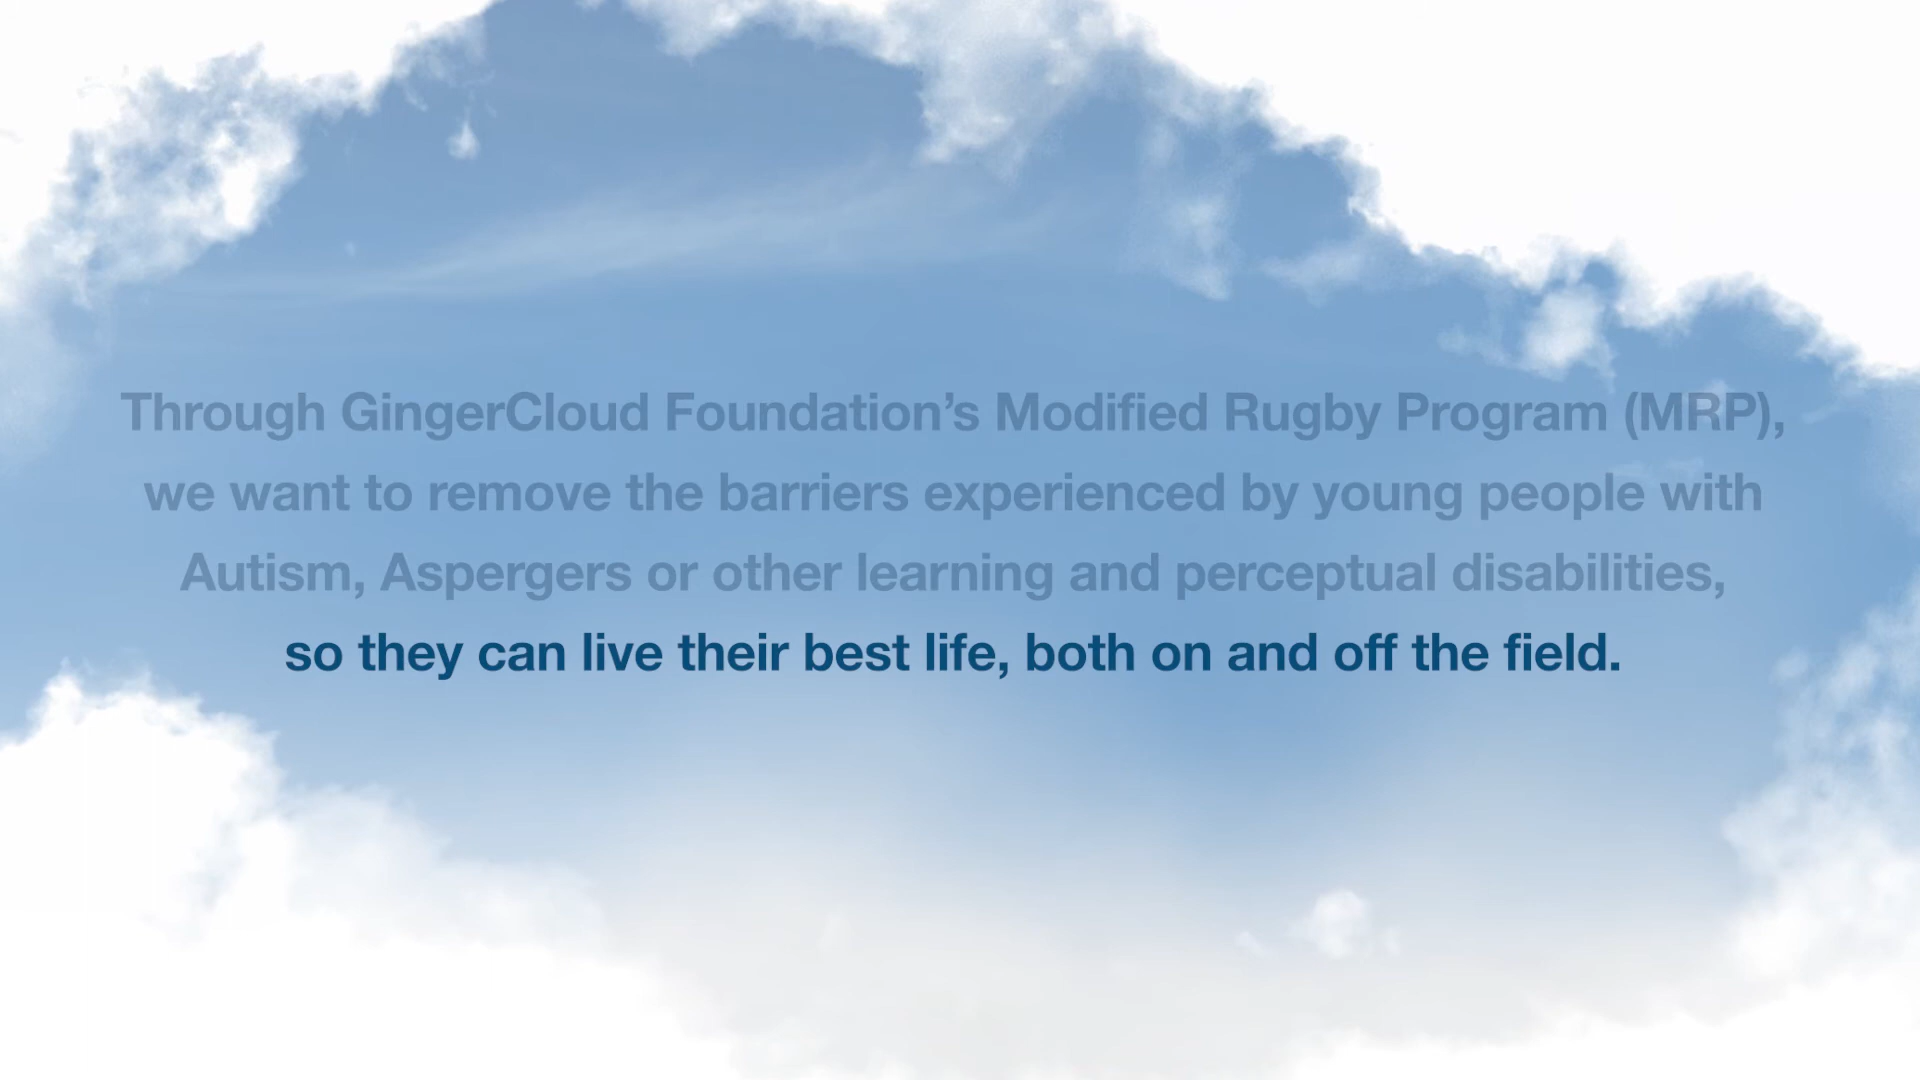 Through GingerCloud Foundation’s Modified Rugby Program (MRP),
we want to remove the barriers experienced by young people with
Autism, Aspergers or other learning and perceptual disabilities,
so they can live their best life, both on and off the field.